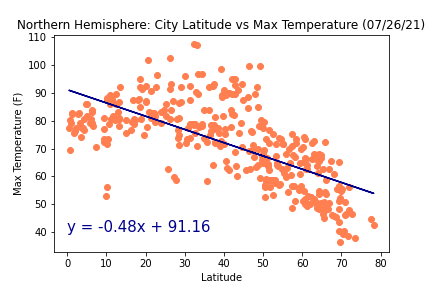 Northern Hemisphere: City Latitude vs Max Temperature (07/26/21)
110
100
90
80
70
60
50
40
Max Temperature (F)
y = -0.48x + 91.16
0 10 20 30 40 50 60 70 80
Latitude